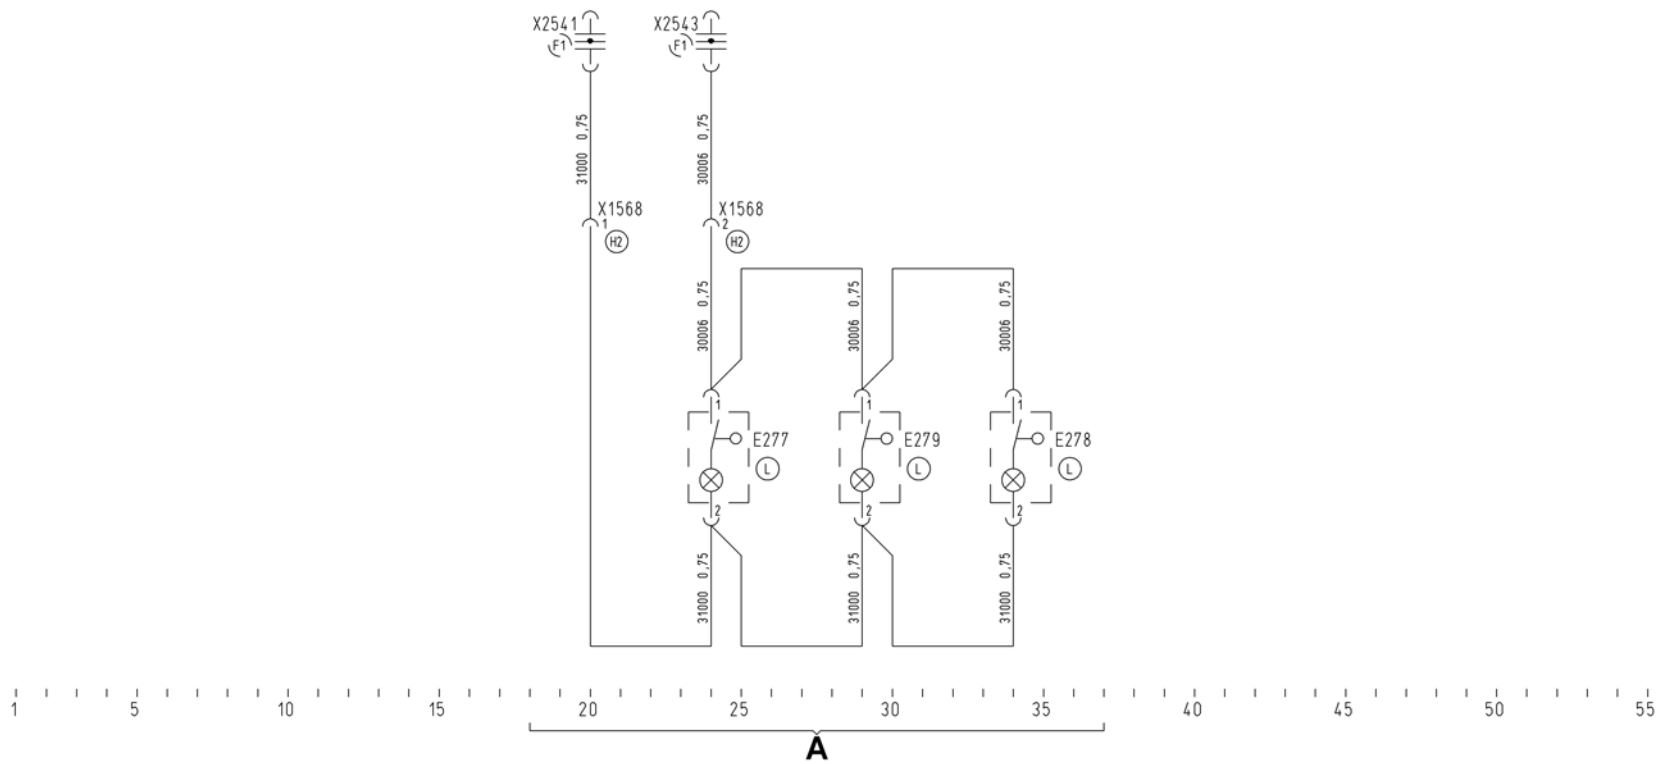 X2541 X2543
F1 F1
31000 0,75 30006 0,75
X1568 X1568
1 2
H2 H2
30006 0,75 30006 0,75 30006 0,75
1 1 1
E277 E279 E278
L L L
2 2 2
31000 0,75 31000 0,75 31000 0,75
1 5 10 15 20 25 30 35 40 45 50 55
A